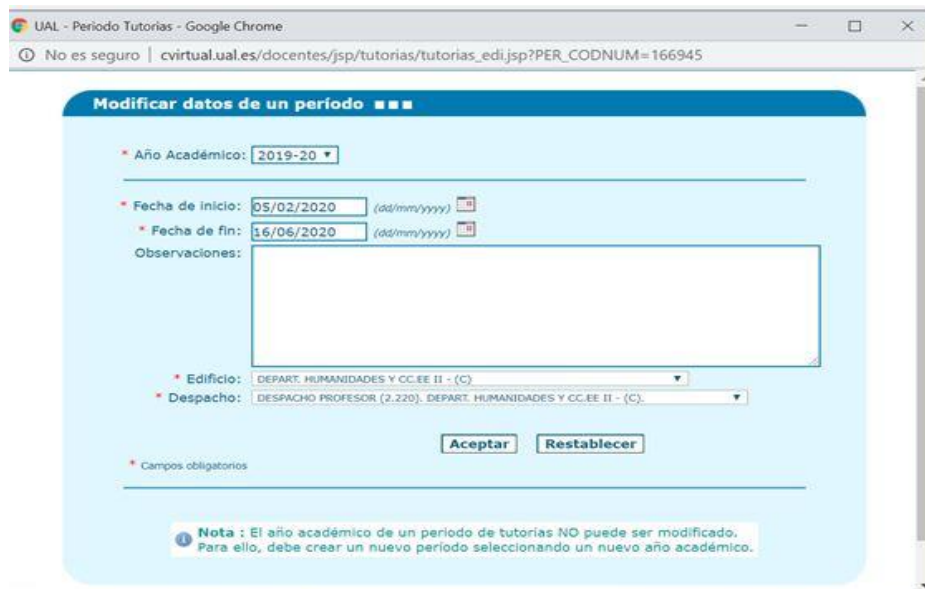 UAL - Periodo Tutorias - Google Chrome
No es seguro | cvirtual.ual.es/docentes/jsp/tutorias/tutorias_edi.jsp?PER_CODNUM=166945
Modificar datos de un período
* Año Académico: 2019-20
* Fecha de inicio: 05/02/2020 (dd/mm/yyyy)
* Fecha de fin: 16/06/2020 (dd/mm/yyyy)
Observaciones:
* Edificio: DEPART. HUMANIDADES Y CC.EE II - (C)
* Despacho: DESPACHO PROFESOR (2.220). DEPART. HUMANIDADES Y CC.EE II - (C).
Aceptar Restablecer
* Campos obligatorios
Nota : El año académico de un periodo de tutorías NO puede ser modificado.
Para ello, debe crear un nuevo período seleccionando un nuevo año académico.